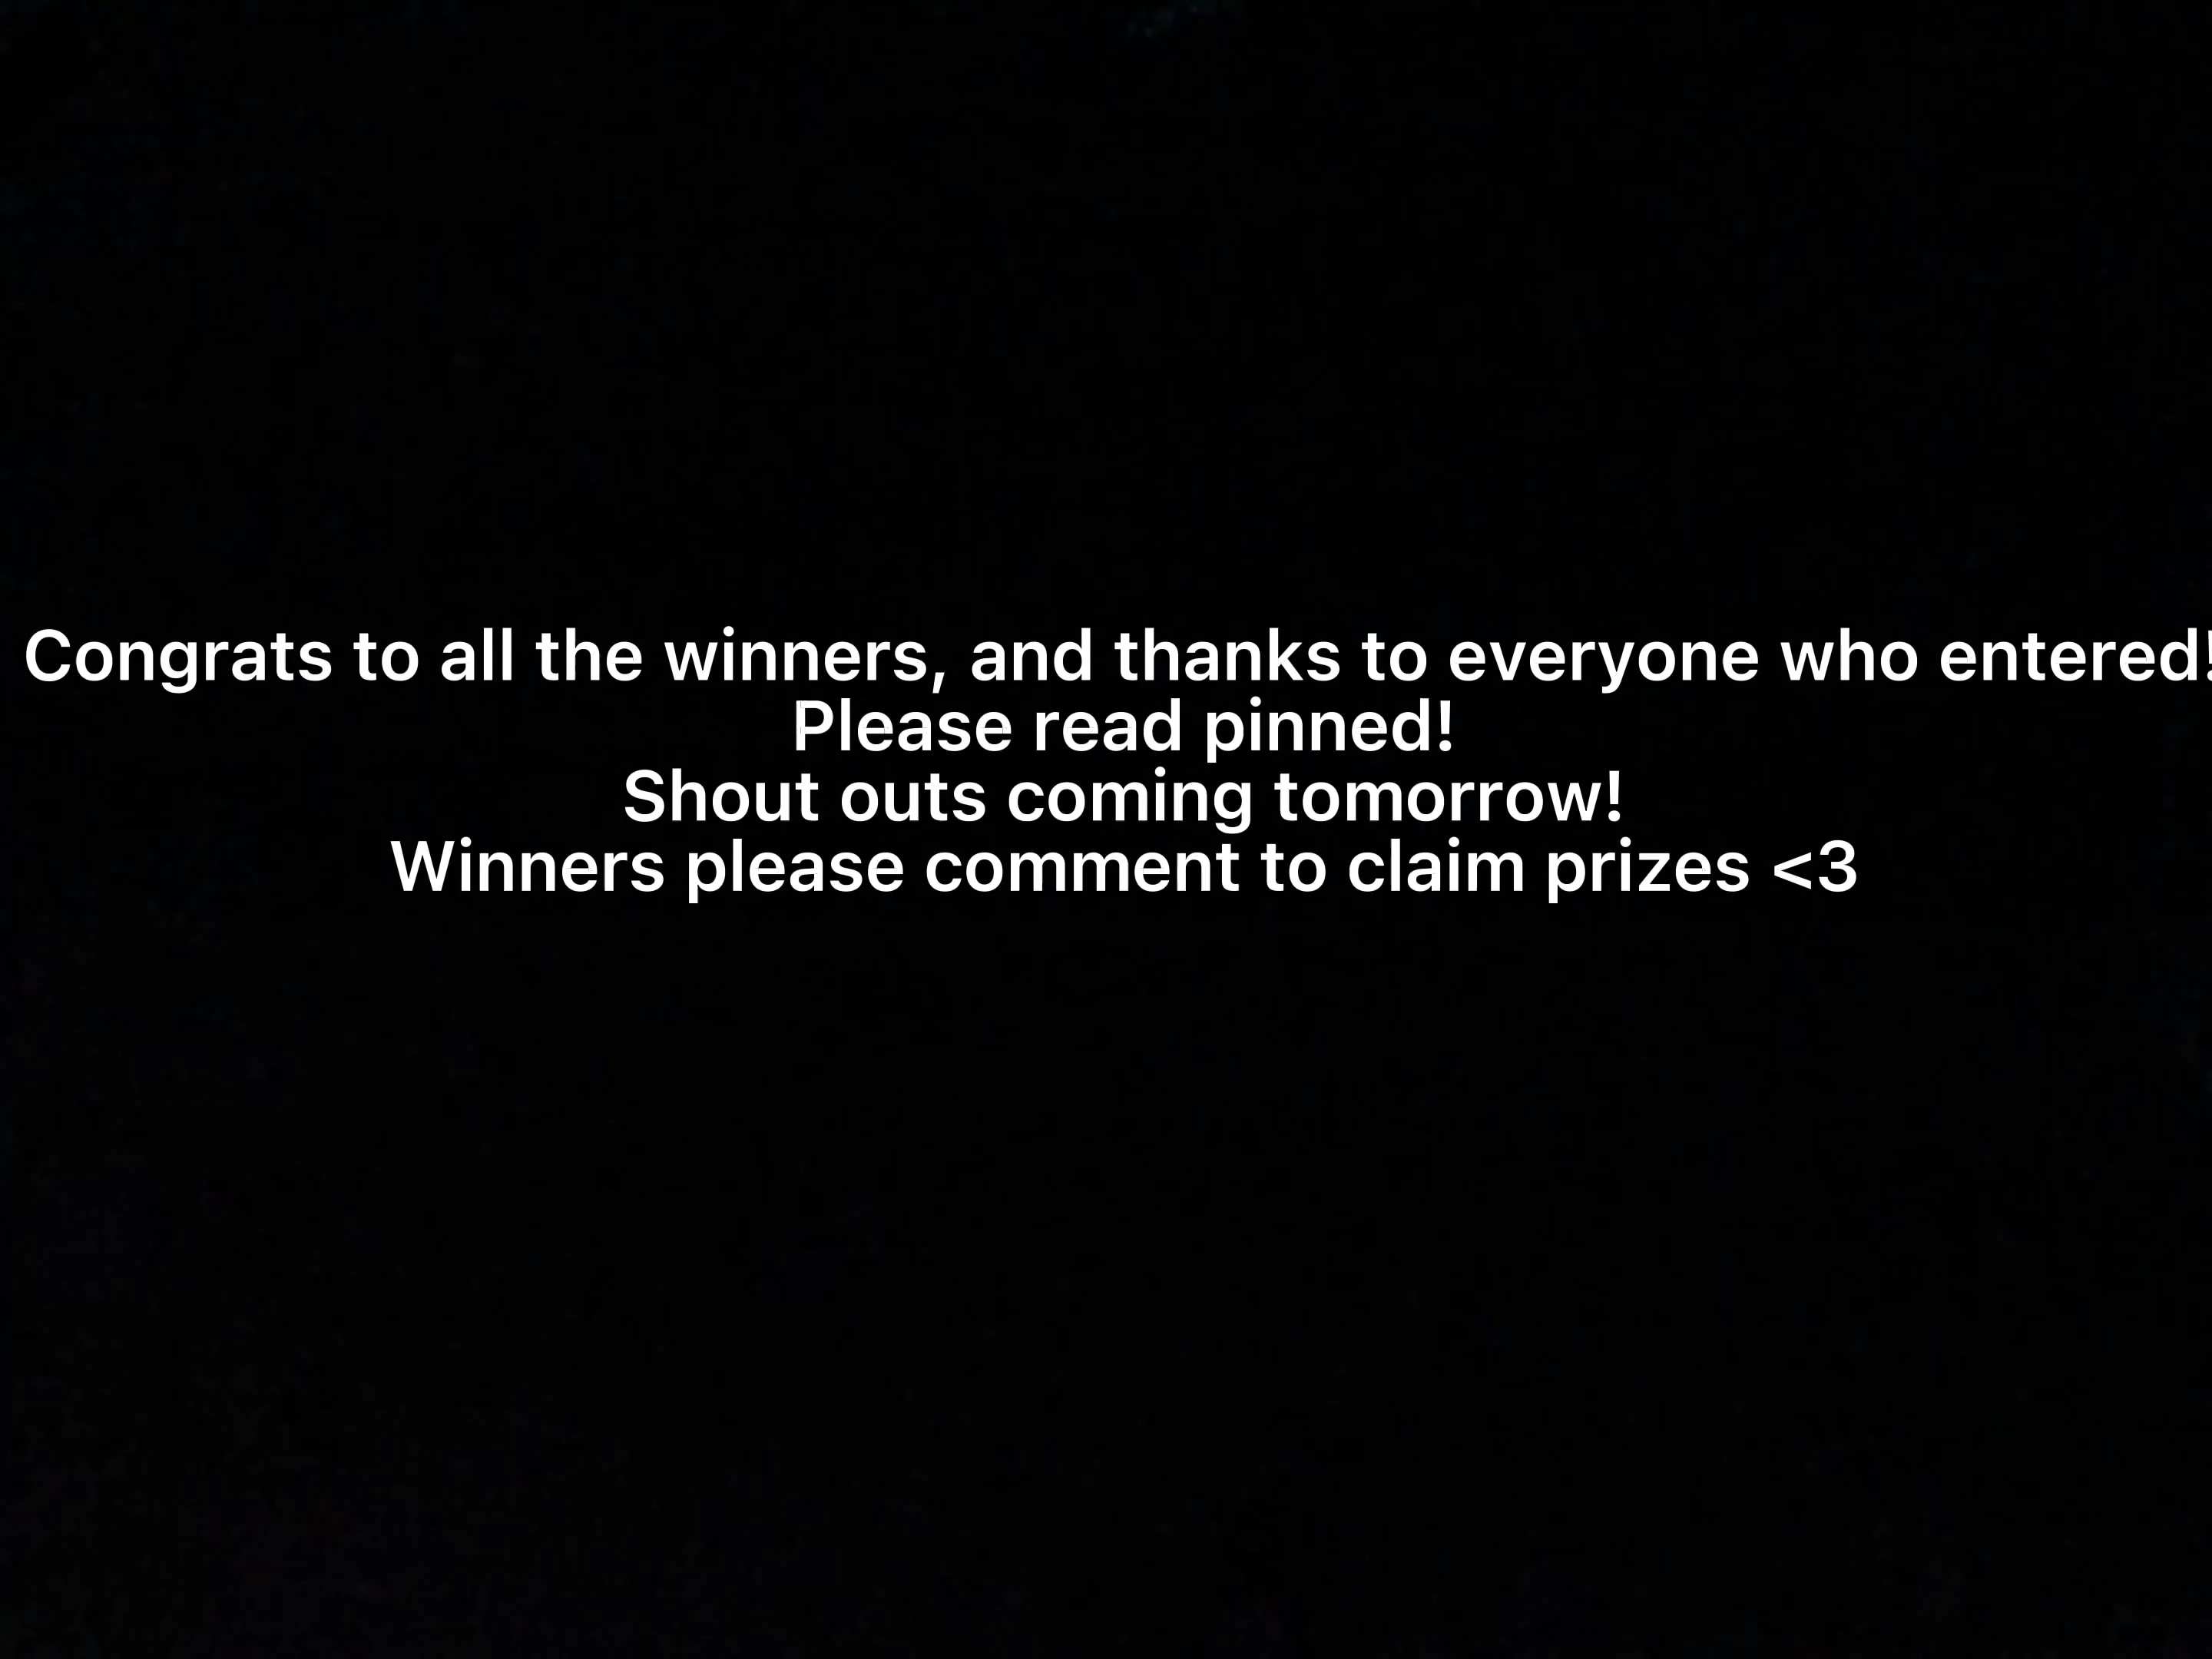 Congrats to all the winners, and thanks to everyone who entered!
Please read pinned!
Shout outs coming tomorrow!
Winners please comment to claim prizes <3